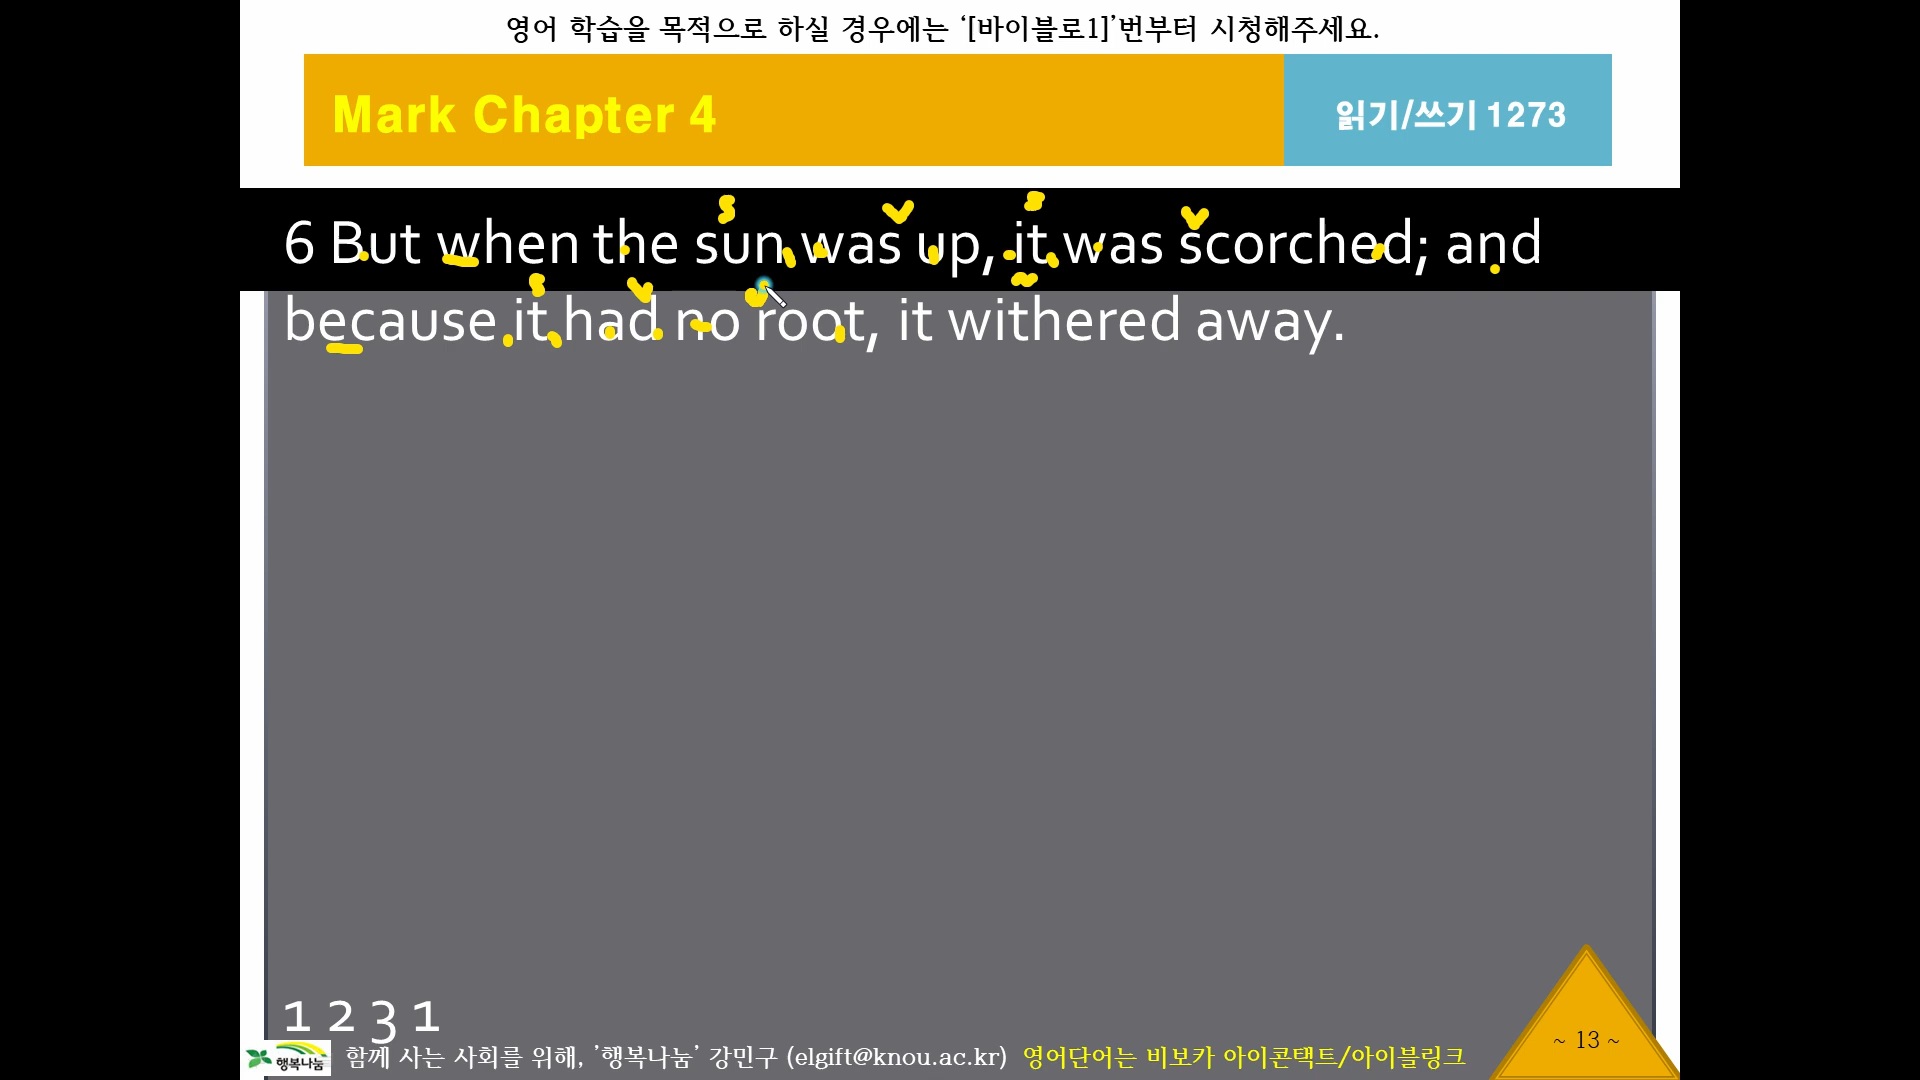 영어 학습을 목적으로 하실 경우에는 ‘[바이블로1]’번부터 시청해주세요.
Mark Chapter 4
읽기/쓰기 1273
6 But when the sun was up, it was scorched; and
because it had no root, it withered away.
1 2 3 1
~ 13 ~
행복나눔 함께 사는 사회를 위해, ’행복나눔’ 강민구 (elgift@knou.ac.kr) 영어단어는 비보카 아이콘택트/아이블링크